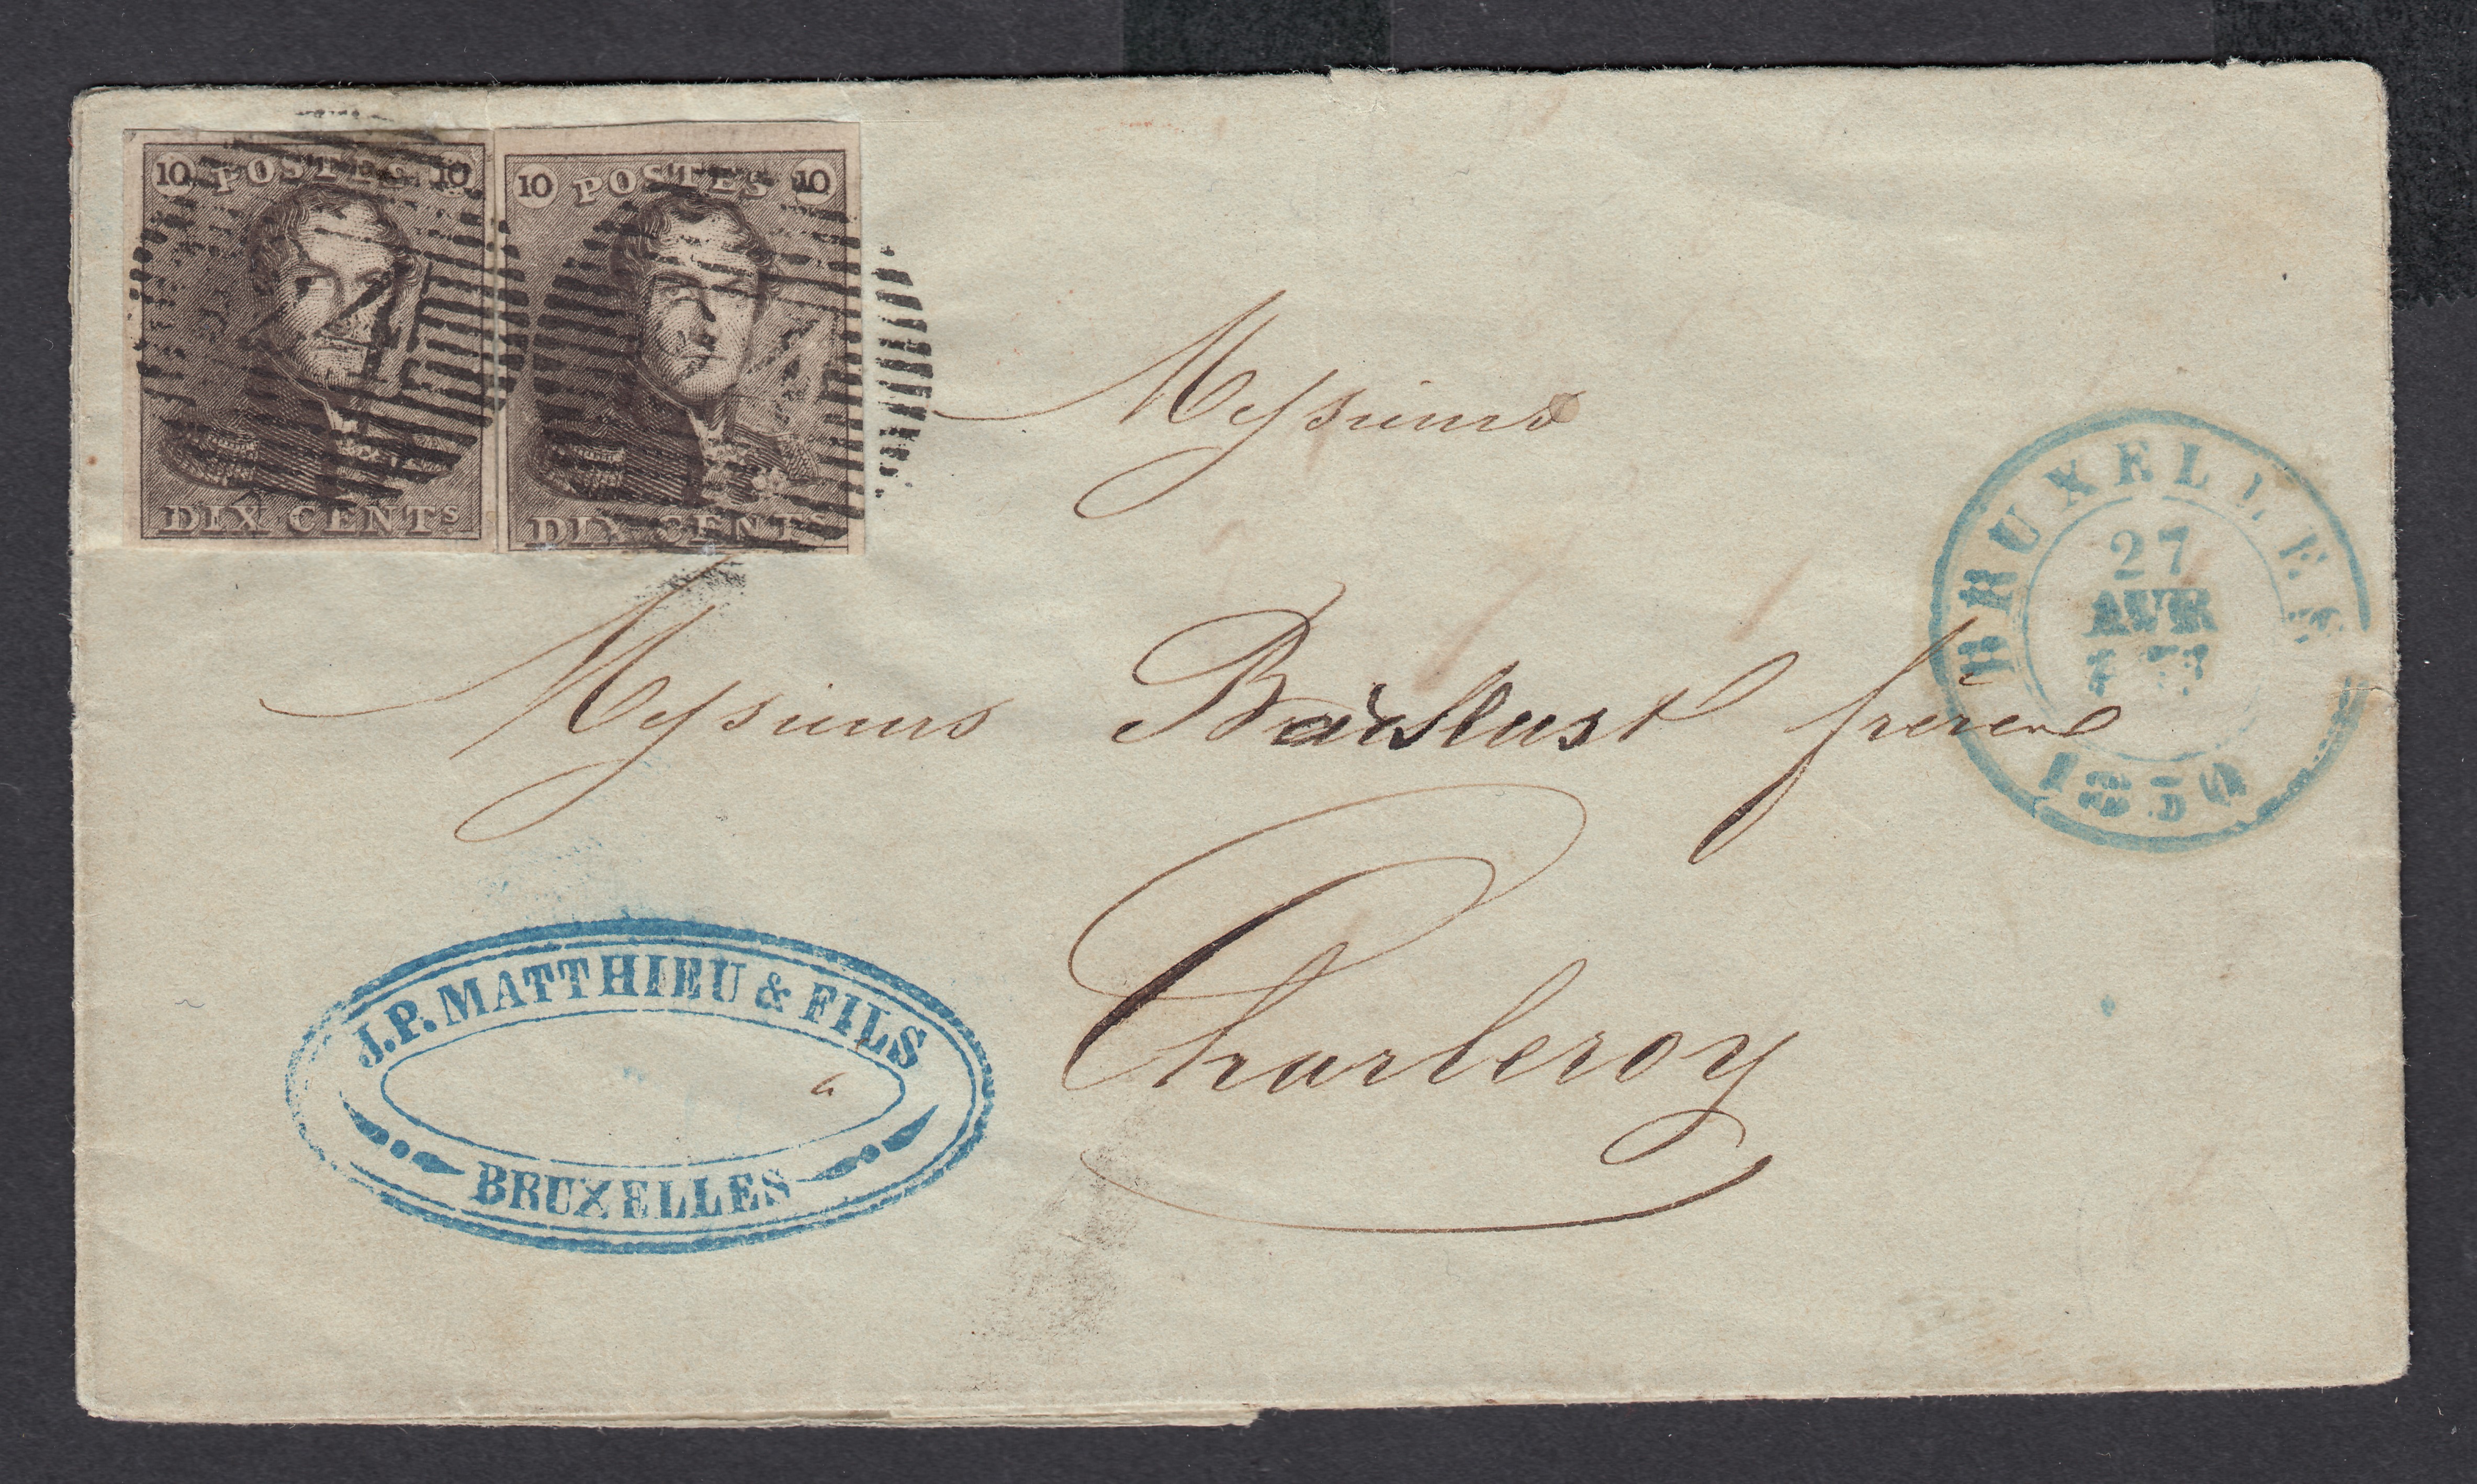 10 POSTES 10
DIX CENTS
10 POSTES 10
DIX CENTS
Messieurs
Messieurs frères
Charleroy
BRUXELLES
27
AVR
1850
J.P. MATTHIEU & FILS
BRUXELLES